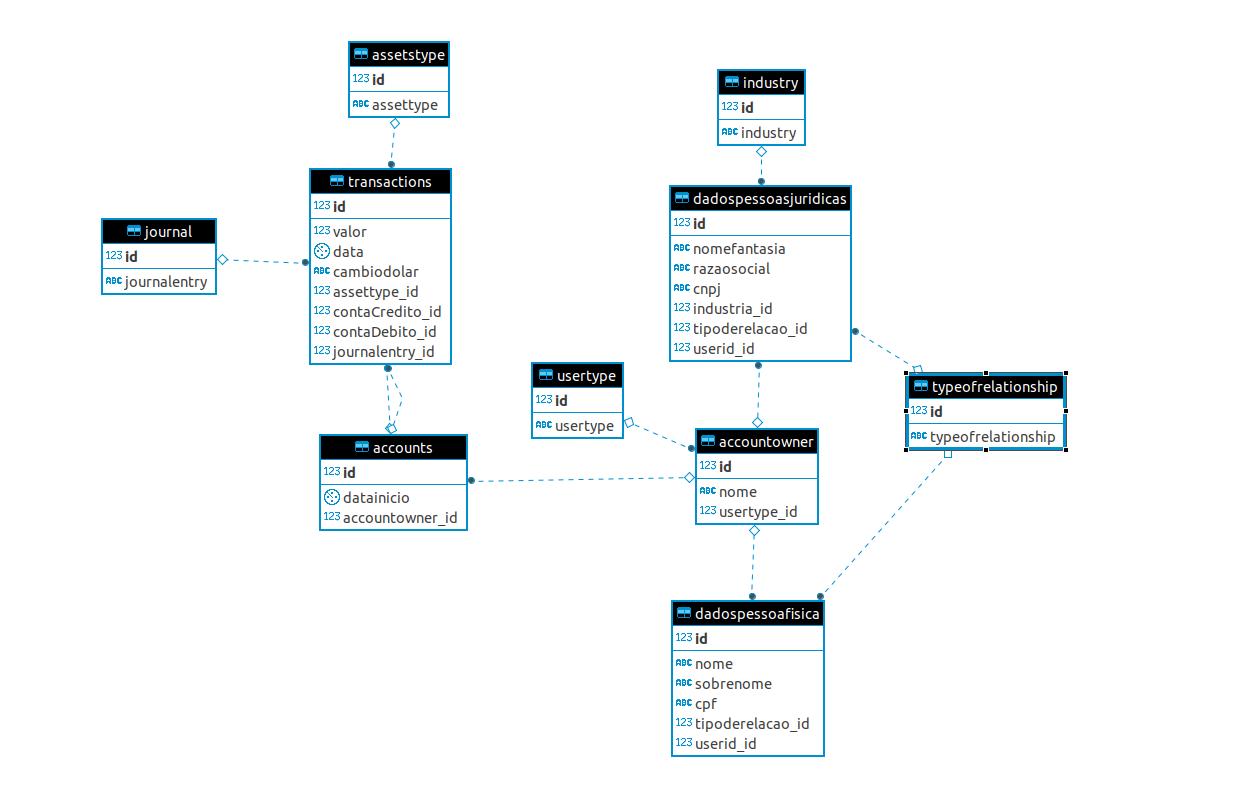 assetstype
123 id
ABC assettype
industry
123 id
ABC industry
transactions
123 id
123 valor
data
ABC cambiodolar
123 assettype_id
123 contaCredito_id
123 contaDebito_id
123 journalentry_id
dadospessoasjuridicas
123 id
ABC nomefantasia
ABC razaosocial
ABC cnpj
123 industria_id
123 tipoderelacao_id
123 userid_id
journal
123 id
ABC journalentry
usertype
123 id
ABC usertype
typeofrelationship
123 id
ABC typeofrelationship
accounts
123 id
datainicio
123 accountowner_id
accountowner
123 id
ABC nome
123 usertype_id
dadospessoafisica
123 id
ABC nome
ABC sobrenome
ABC cpf
123 tipoderelacao_id
123 userid_id